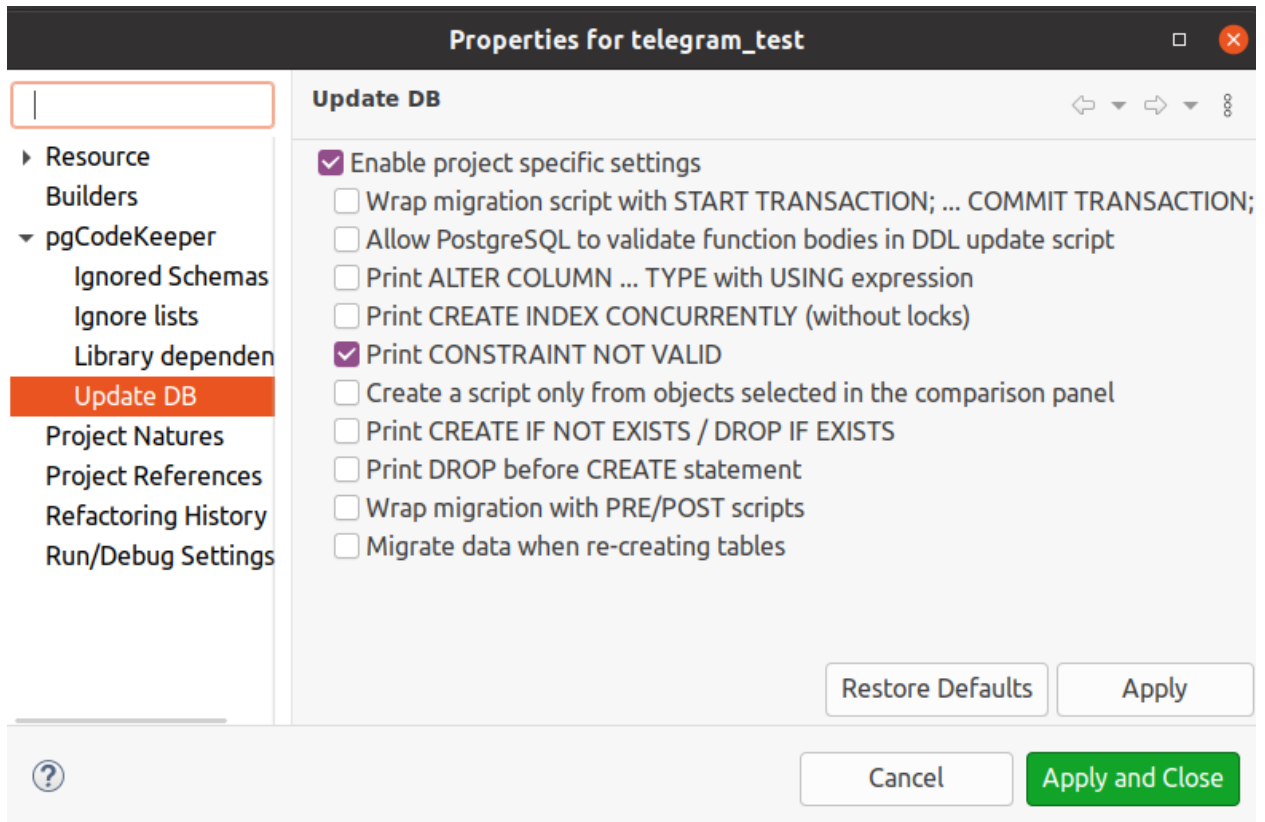 Properties for telegram_test
Update DB
Resource
Builders
pgCodeKeeper
Ignored Schemas
Ignore lists
Library dependen
Update DB
Project Natures
Project References
Refactoring History
Run/Debug Settings
Enable project specific settings
Wrap migration script with START TRANSACTION; ... COMMIT TRANSACTION;
Allow PostgreSQL to validate function bodies in DDL update script
Print ALTER COLUMN ... TYPE with USING expression
Print CREATE INDEX CONCURRENTLY (without locks)
Print CONSTRAINT NOT VALID
Create a script only from objects selected in the comparison panel
Print CREATE IF NOT EXISTS / DROP IF EXISTS
Print DROP before CREATE statement
Wrap migration with PRE/POST scripts
Migrate data when re-creating tables
Restore Defaults
Apply
?
Cancel
Apply and Close